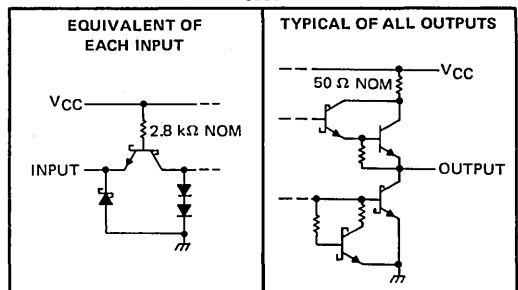 EQUIVALENT OF
EACH INPUT
VCC
2.8 kΩ NOM
INPUT
TYPICAL OF ALL OUTPUTS
VCC
50 Ω NOM
OUTPUT